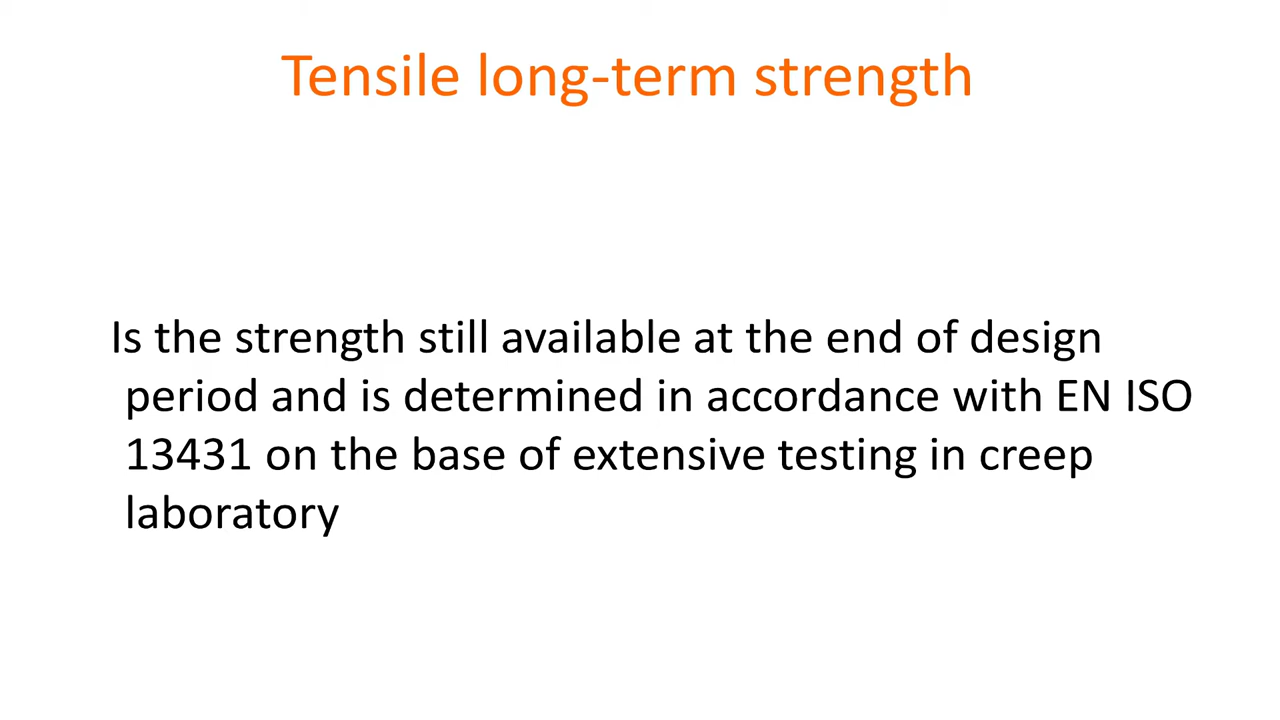 Tensile long-term strength
Is the strength still available at the end of design
period and is determined in accordance with EN ISO
13431 on the base of extensive testing in creep
laboratory